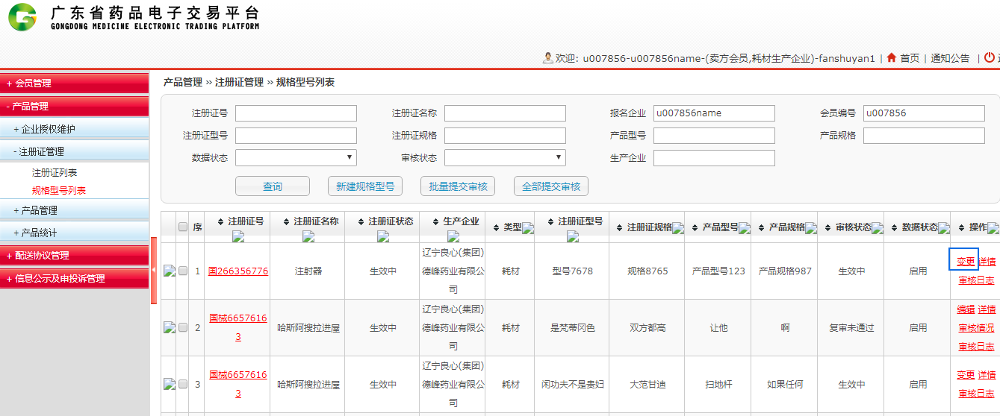 广东省药品电子交易平台
GONGDONG MEDICINE ELECTRONIC TRADING PLATFORM
欢迎: u007856-u007856name-(卖方会员,耗材生产企业)-fanshuyan1 | 首页 | 通知公告 |
+ 会员管理
- 产品管理
+ 企业授权维护
- 注册证管理
注册证列表
规格型号列表
+ 产品管理
+ 产品统计
+ 配送协议管理
+ 信息公示及申投诉管理
产品管理 » 注册证管理 » 规格型号列表
注册证号 注册证名称 报名企业 u007856name 会员编号 u007856
注册证型号 注册证规格 产品型号 产品规格
数据状态 审核状态 生产企业
查询 新建规格型号 批量提交审核 全部提交审核
序 注册证号 注册证名称 注册证状态 生产企业 类型 注册证型号 注册证规格 产品型号 产品规格 审核状态 数据状态 操作
1 国266356776 注射器 生效中 辽宁良心(集团)德峰药业有限公司 耗材 型号7678 规格8765 产品型号123 产品规格987 生效中 启用 变更 详情 审核日志
2 国械66576163 哈斯阿搜拉进屋 生效中 辽宁良心(集团)德峰药业有限公司 耗材 是梵蒂冈色 双方都高 让他 啊 复审未通过 启用 编辑 详情 审核情况 审核日志
3 国械66576163 哈斯阿搜拉进屋 生效中 辽宁良心(集团)德峰药业有限公司 耗材 闲功夫不是贵妇 大范甘迪 扫地杆 如果任何 生效中 启用 变更 详情 审核日志